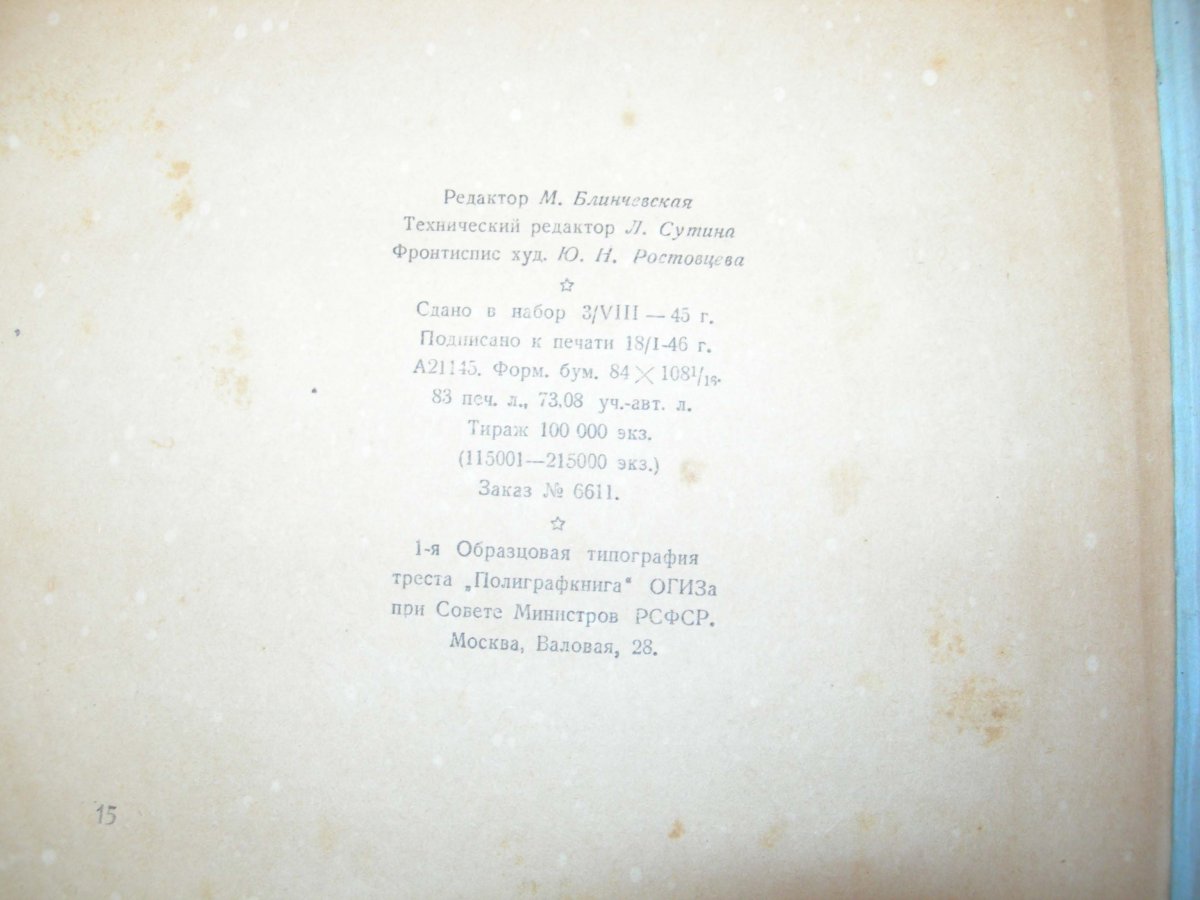 Редактор М. Блинчевская
Технический редактор Л. Сутина
Фронтиспис худ. Ю. Н. Ростовцева
☆
Сдано в набор 3/VIII — 45 г.
Подписано к печати 18/I-46 г.
А21145. Форм. бум. 84 × 108¹/₁₆.
83 печ. л., 73,08 уч.-авт. л.
Тираж 100 000 экз.
(115001—215000 экз.)
Заказ № 6611.
☆
1-я Образцовая типография
треста „Полиграфкнига“ ОГИЗа
при Совете Министров РСФСР.
Москва, Валовая, 28.
15